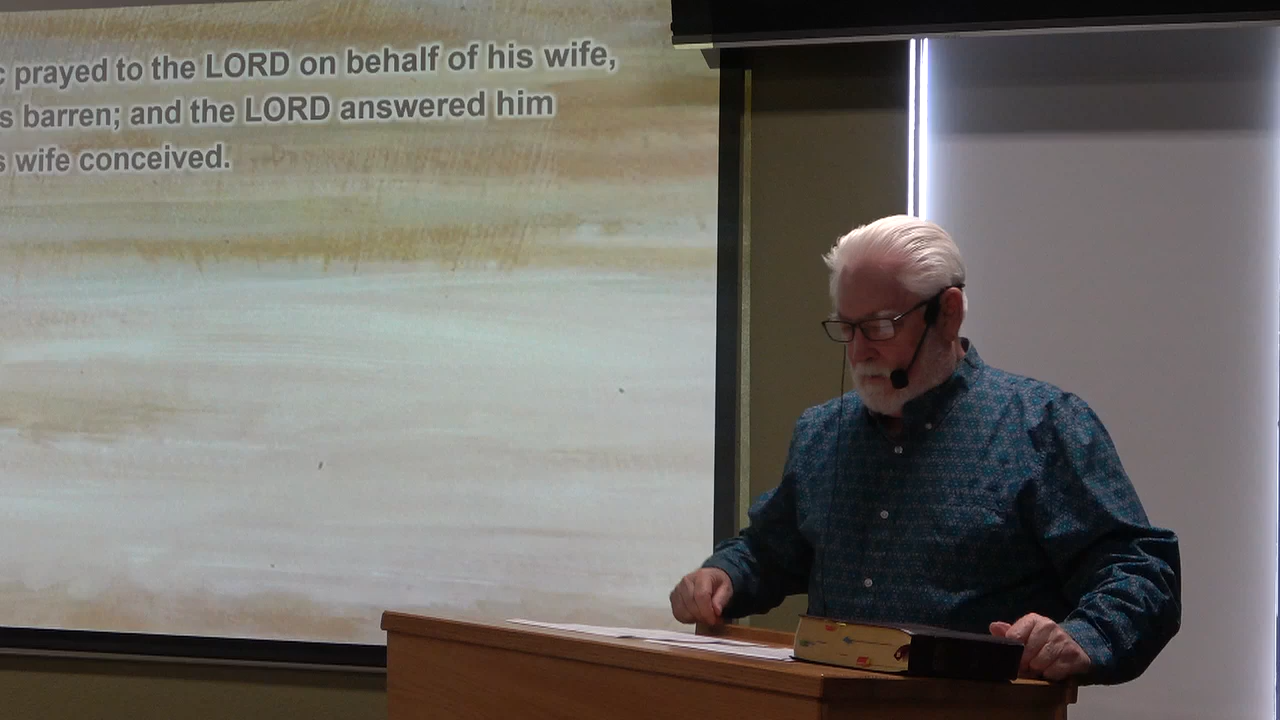 prayed to the LORD on behalf of his wife,
barren; and the LORD answered him
wife conceived.